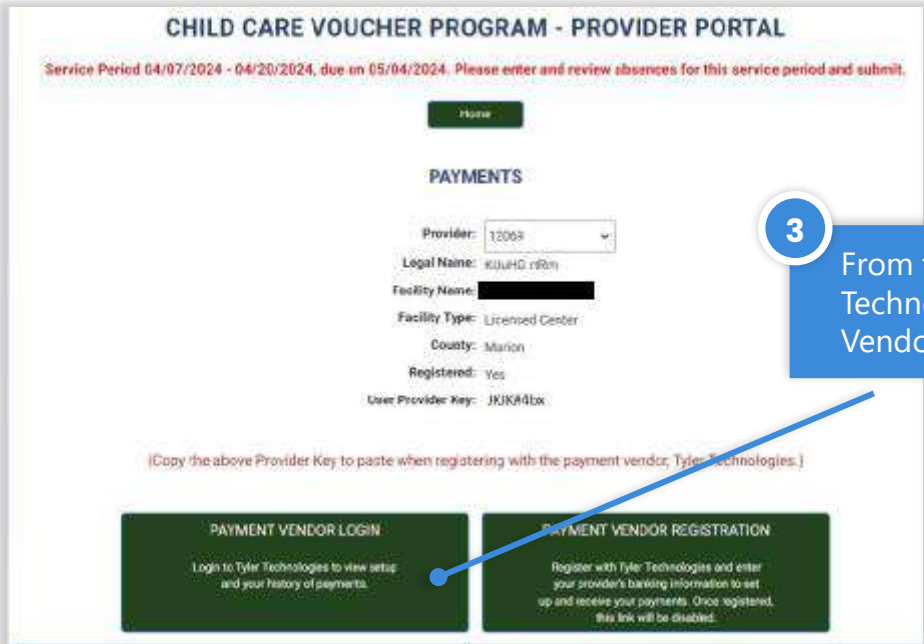 CHILD CARE VOUCHER PROGRAM - PROVIDER PORTAL
Service Period 04/07/2024 - 04/20/2024, due on 05/04/2024. Please enter and review absences for this service period and submit.
Home
PAYMENTS
Provider: 12069
Legal Name:
Facility Name:
Facility Type: Licensed Center
County: Marion
Registered: Yes
User Provider Key:
(Copy the above Provider Key to paste when registering with the payment vendor, Tyler Technologies.)
3
From
Techno
Vendo
PAYMENT VENDOR LOGIN
Login to Tyler Technologies to view setup
and your history of payments.
PAYMENT VENDOR REGISTRATION
Register with Tyler Technologies and enter
your provider's banking information to set
up and receive your payments. Once registered,
this link will be disabled.